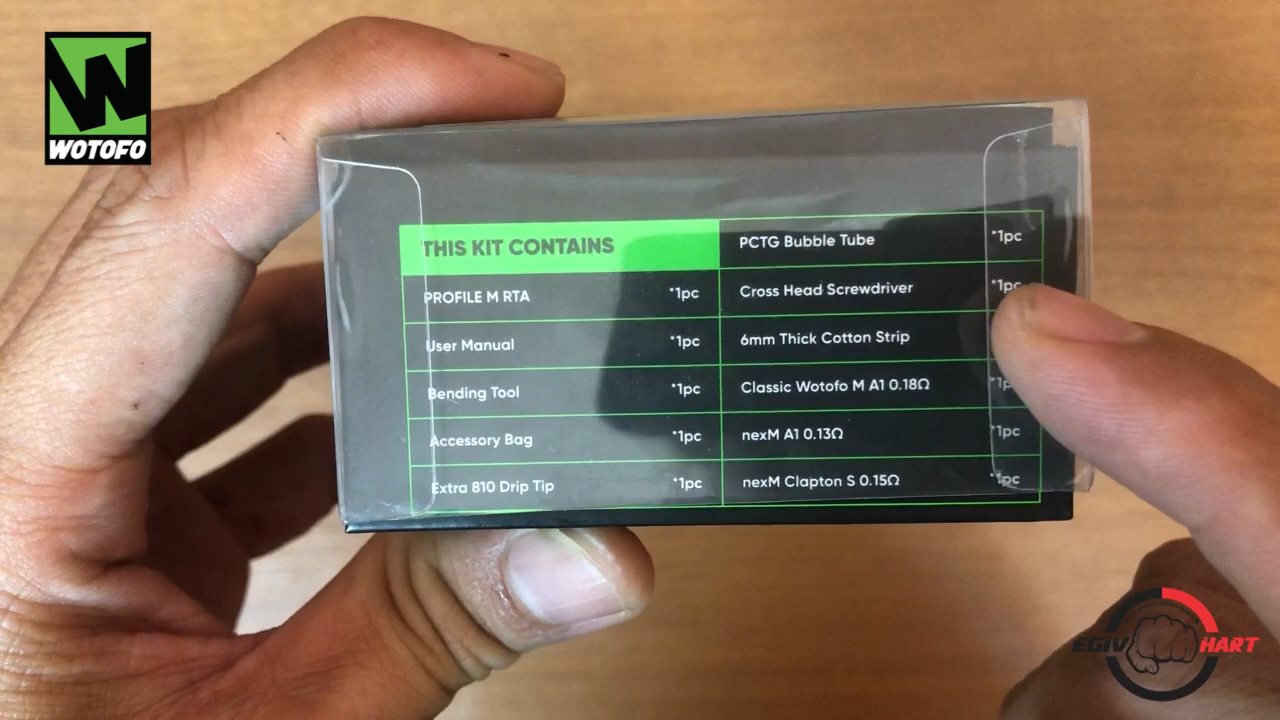 WOTOFO
THIS KIT CONTAINS
PROFILE M RTA *1pc
User Manual *1pc
Bending Tool *1pc
Accessory Bag *1pc
Extra 810 Drip Tip *1pc
PCTG Bubble Tube *1pc
Cross Head Screwdriver *1pc
6mm Thick Cotton Strip
Classic Wotofo M A1 0.18Ω *1pc
nexM A1 0.13Ω *1pc
nexM Clapton S 0.15Ω *1pc
EGIV HART